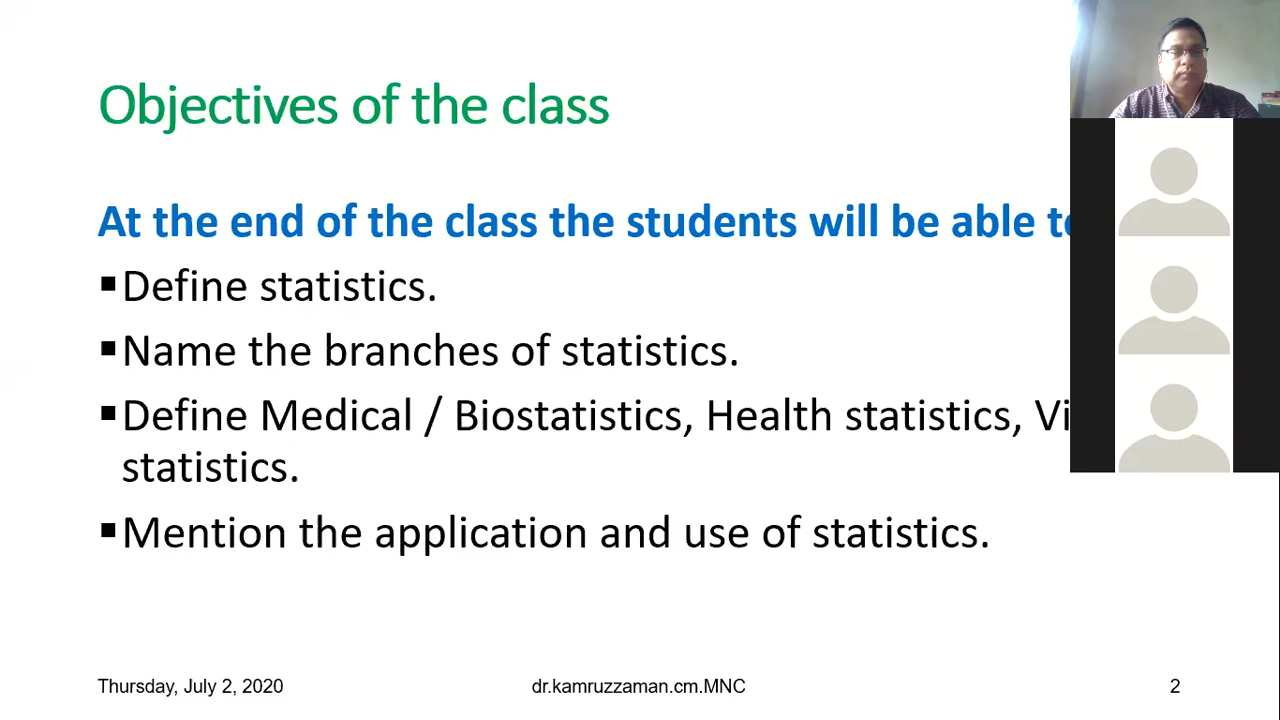 Objectives of the class
At the end of the class the students will be able
▪Define statistics.
▪Name the branches of statistics.
▪Define Medical / Biostatistics, Health statistics,
statistics.
▪Mention the application and use of statistics.
Thursday, July 2, 2020
dr.kamruzzaman.cm.MNC
2